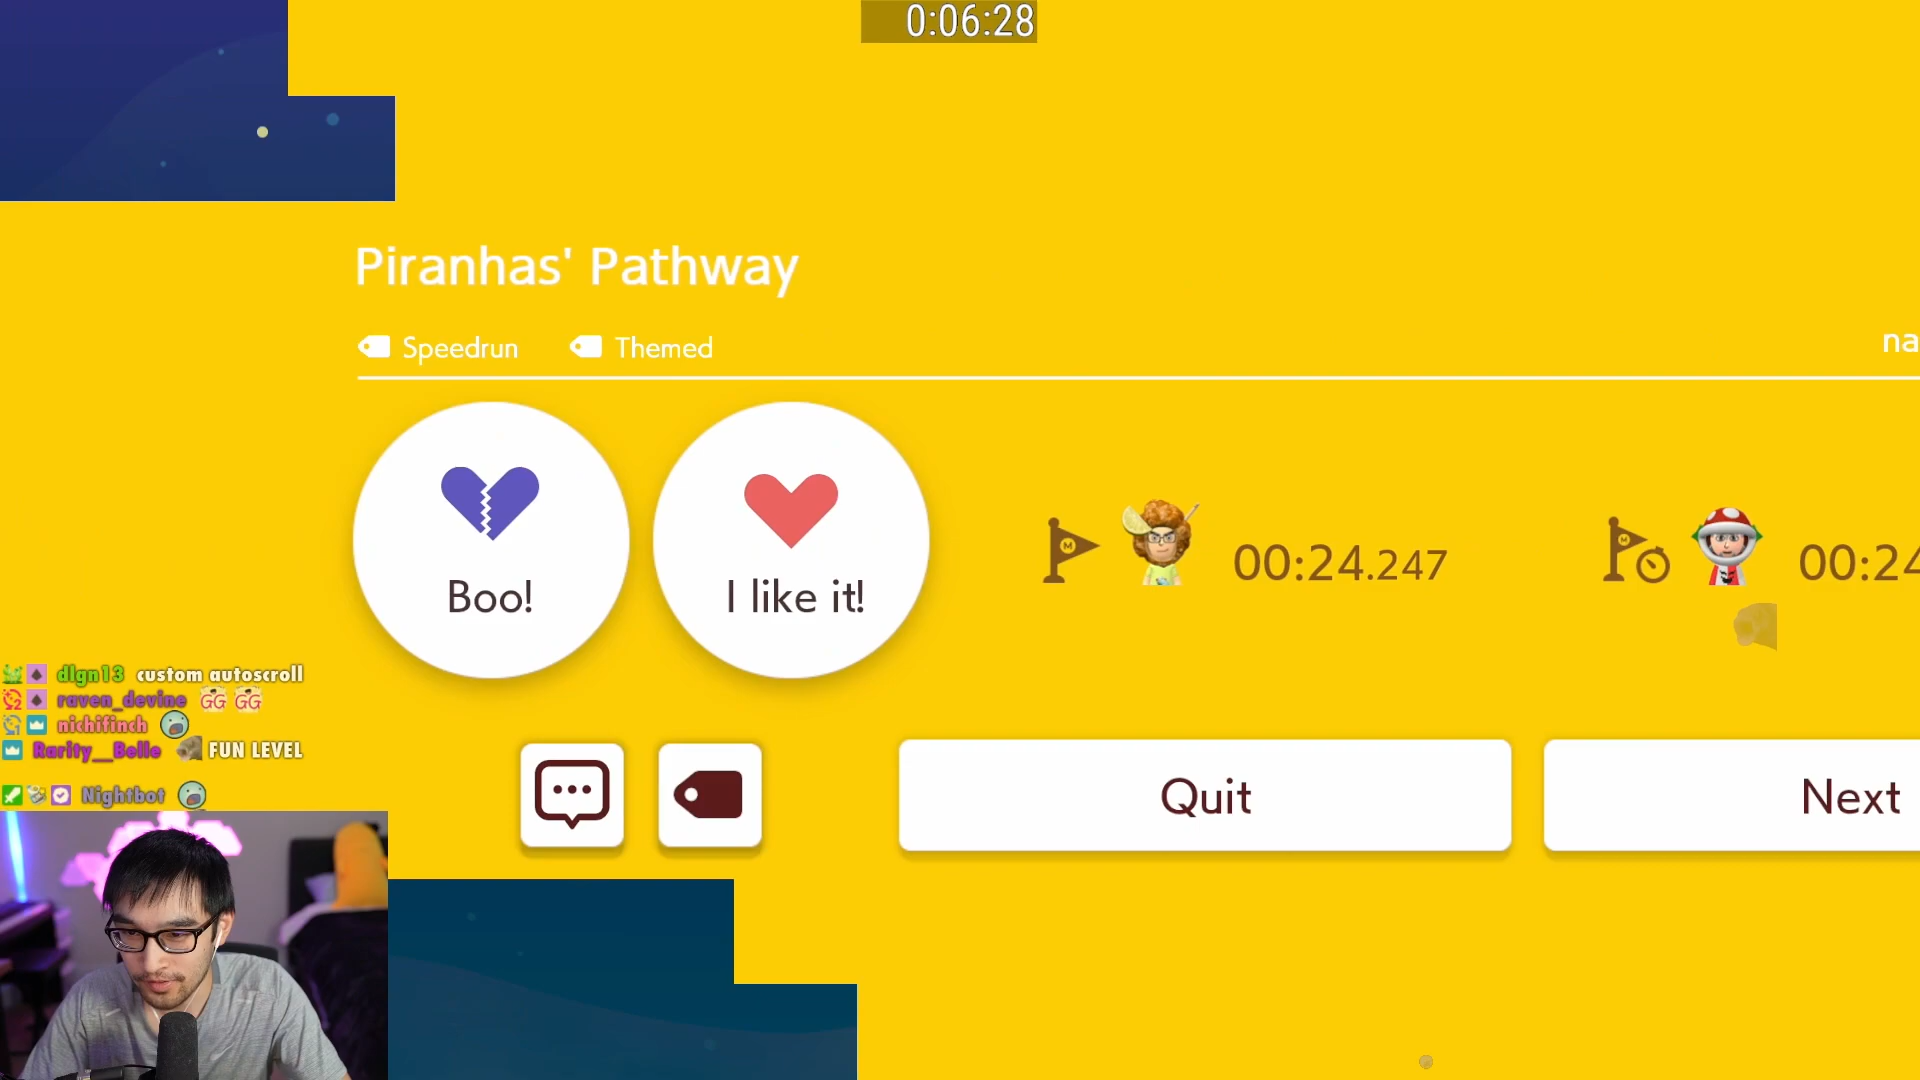 0:06:28
Piranhas' Pathway
Speedrun Themed
na
Boo!
I like it!
M
00:24.247
M
00:24
dlgn13 custom autoscroll
raven_devine GG GG
nichifinch
Rarity__Belle FUN LEVEL
Nightbot
Quit
Next